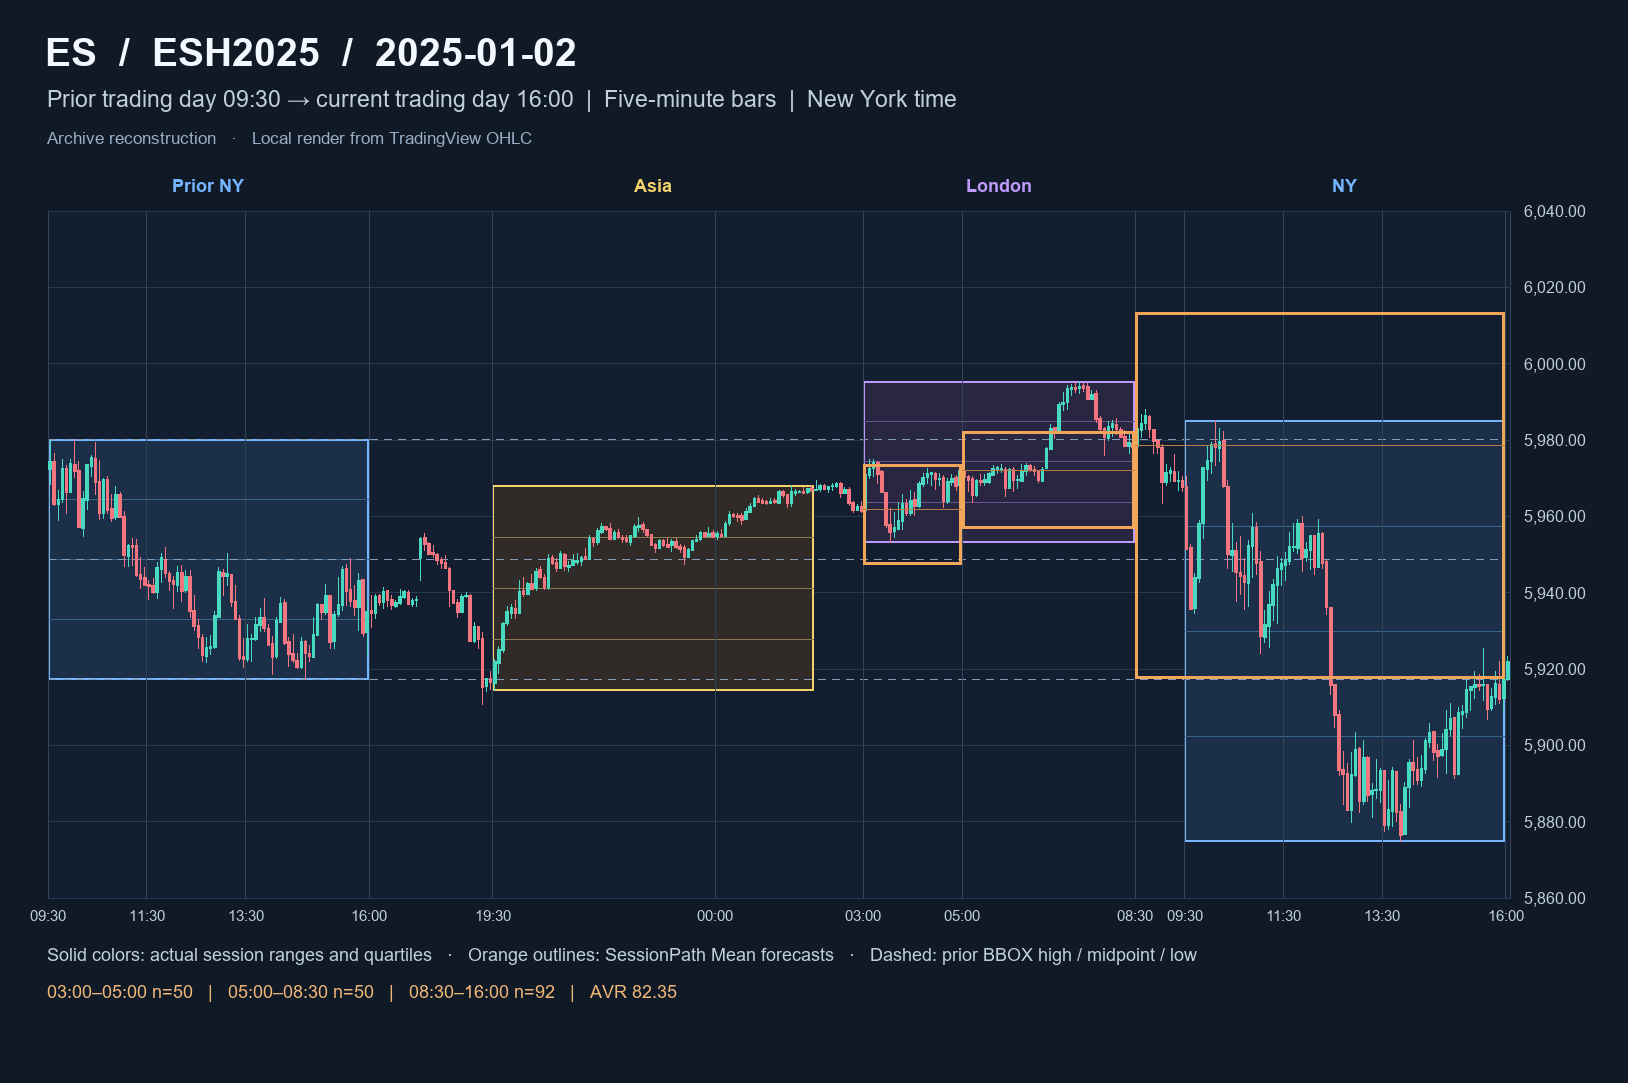 ES / ESH2025 / 2025-01-02
Prior trading day 09:30 → current trading day 16:00 | Five-minute bars | New York time
Archive reconstruction · Local render from TradingView OHLC
Prior NY Asia London NY
6,040.00
6,020.00
6,000.00
5,980.00
5,960.00
5,940.00
5,920.00
5,900.00
5,880.00
5,860.00
09:30 11:30 13:30 16:00 19:30 00:00 03:00 05:00 08:30 09:30 11:30 13:30 16:00
Solid colors: actual session ranges and quartiles · Orange outlines: SessionPath Mean forecasts · Dashed: prior BBOX high / midpoint / low
03:00–05:00 n=50 | 05:00–08:30 n=50 | 08:30–16:00 n=92 | AVR 82.35